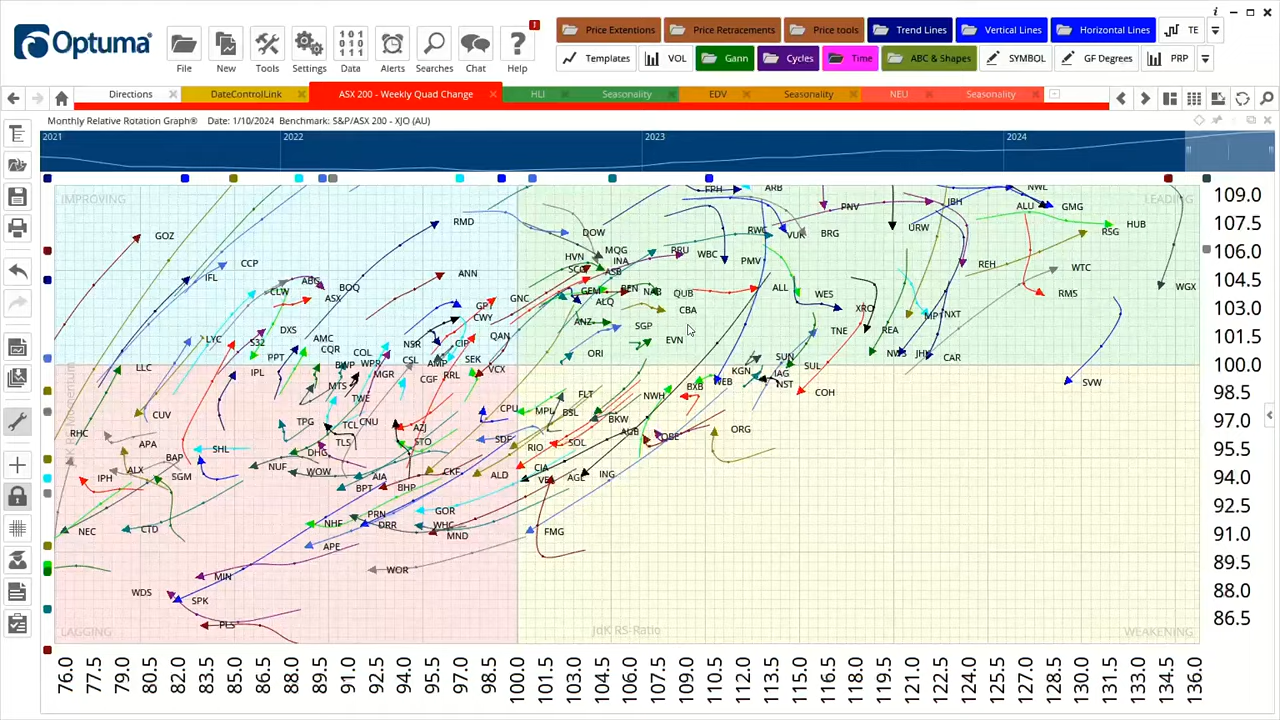 Optuma
File
New
Tools
Settings
Data
Alerts
Searches
Chat
Help
Price Extentions
Price Retracements
Price tools
Trend Lines
Vertical Lines
Horizontal Lines
TE
Templates
VOL
Gann
Cycles
Time
ABC & Shapes
SYMBOL
GF Degrees
PRP
Directions
DateControlLink
ASX 200 - Weekly Quad Change
HLI
Seasonality
EDV
Seasonality
NEU
Seasonality
Monthly Relative Rotation Graph® Date: 1/10/2024 Benchmark: S&P/ASX 200 - XJO (AU)
2021 2022 2023 2024
IMPROVING
LEADING
FPH ARB NWL
PNV JBH ALU GMG
RMD HUB
GOZ DOW RWC VUK BRG URW RSG
HVN MQG INA BRU WBC PMV
IFL CCP ANN ASB REH WTC
CLW ABC BOQ GEM REN NAB QUB ALL WES RMS WGX
ASX GNC ALQ CBA XRO NXT
GPT CWY ANZ SGP TNE REA
LYC S32 DXS AMC NSR CIP QAN EVN
PPT CQR COL CSL AMP SEK ORI SUN SUL NWS JHX CAR
LLC IPL BWP WPR MGR CGF RRL VCX KGN IAG NST SVW
MTS TWE FLT NWH BXB WEB COH
CUV TPG TCL CNU CPU MPL BSL BKW
RHC APA TLS AZJ STO SDF RIO SOL AUB ORG
SHL DHG
ALX BAP NUF WOW CKF ALD CIA AGL ING
IPH SGM AIA BPT BHP
NEC CTD NHF PRN DRR GOR WHC MND FMG
APE
MIN WOR
WDS SPK
PLS
LAGGING
JdK RS-Ratio
WEAKENING
109.0
107.5
106.0
104.5
103.0
101.5
100.0
98.5
97.0
95.5
94.0
92.5
91.0
89.5
88.0
86.5
76.0 77.5 79.0 80.5 82.0 83.5 85.0 86.5 88.0 89.5 91.0 92.5 94.0 95.5 97.0 98.5 100.0 101.5 103.0 104.5 106.0 107.5 109.0 110.5 112.0 113.5 115.0 116.5 118.0 119.5 121.0 122.5 124.0 125.5 127.0 128.5 130.0 131.5 133.0 134.5 136.0